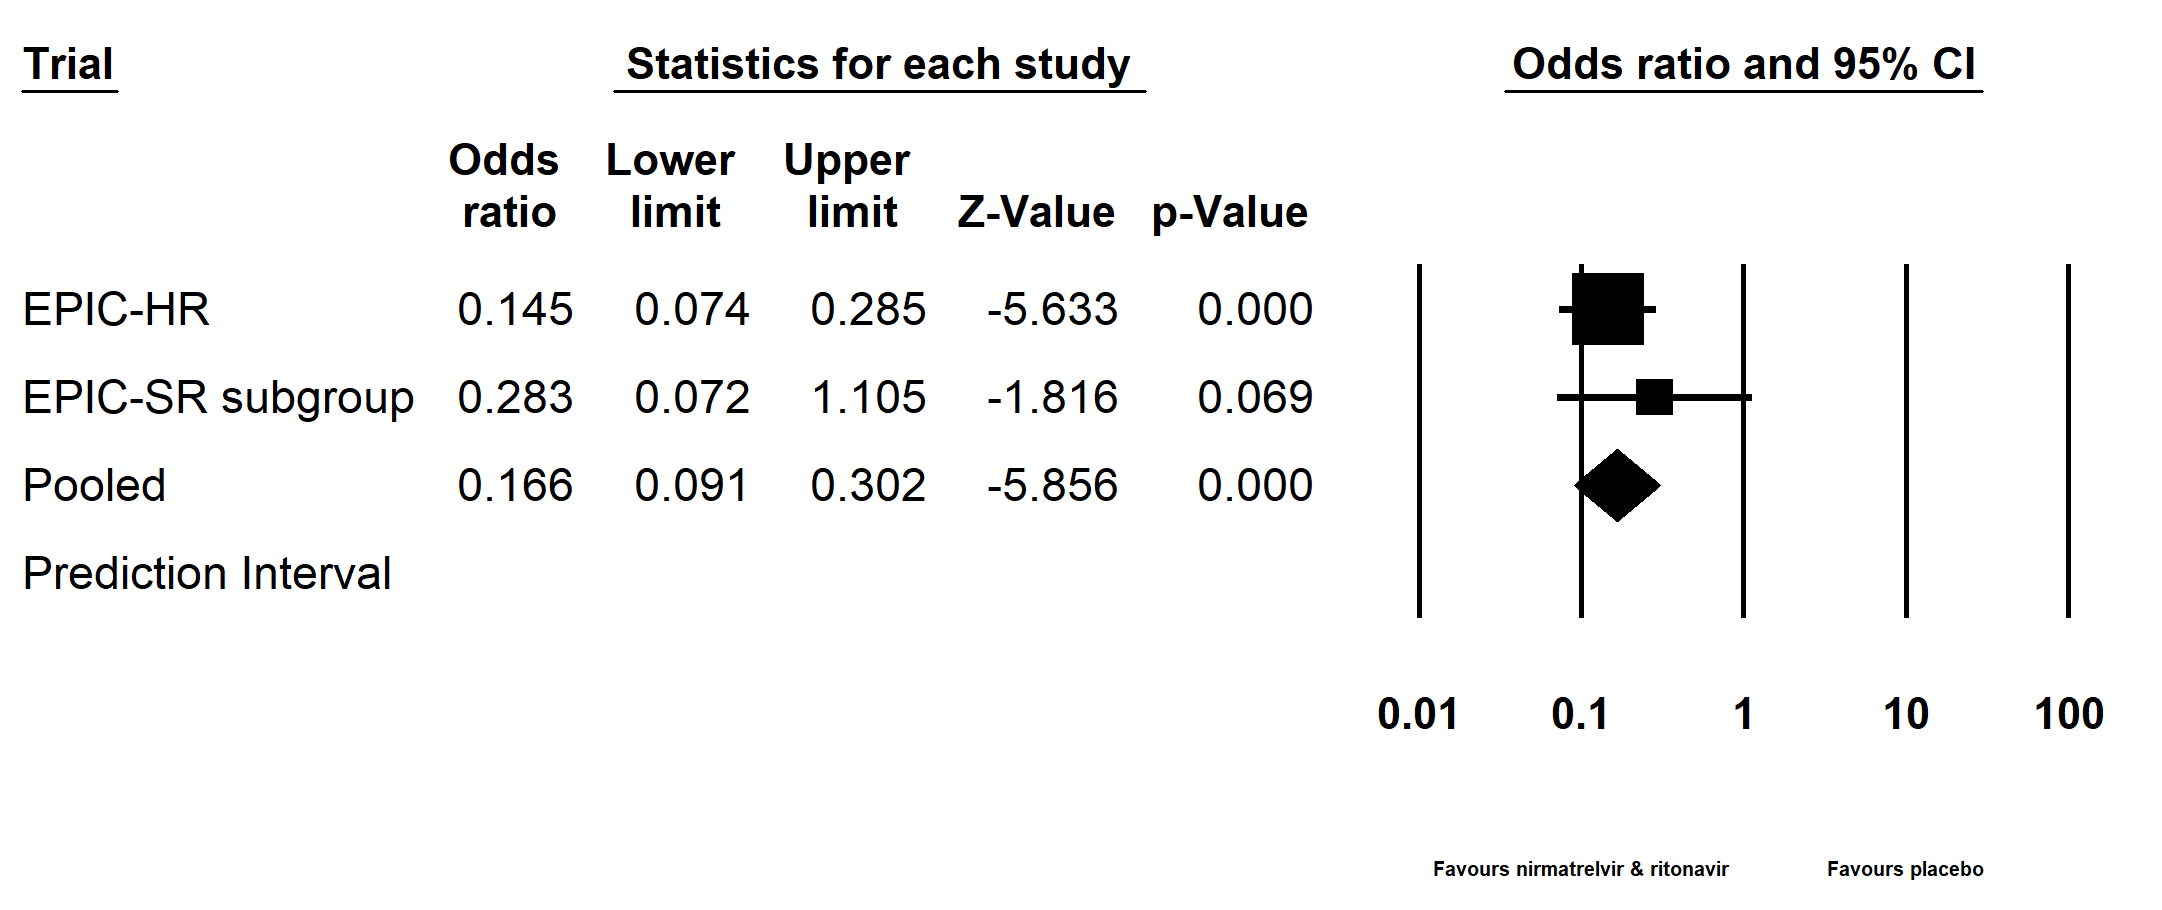 Trial Statistics for each study Odds ratio and 95% CI
Odds Lower Upper
ratio limit limit Z-Value p-Value
EPIC-HR 0.145 0.074 0.285 -5.633 0.000
EPIC-SR subgroup 0.283 0.072 1.105 -1.816 0.069
Pooled 0.166 0.091 0.302 -5.856 0.000
Prediction Interval
0.01 0.1 1 10 100
Favours nirmatrelvir & ritonavir Favours placebo